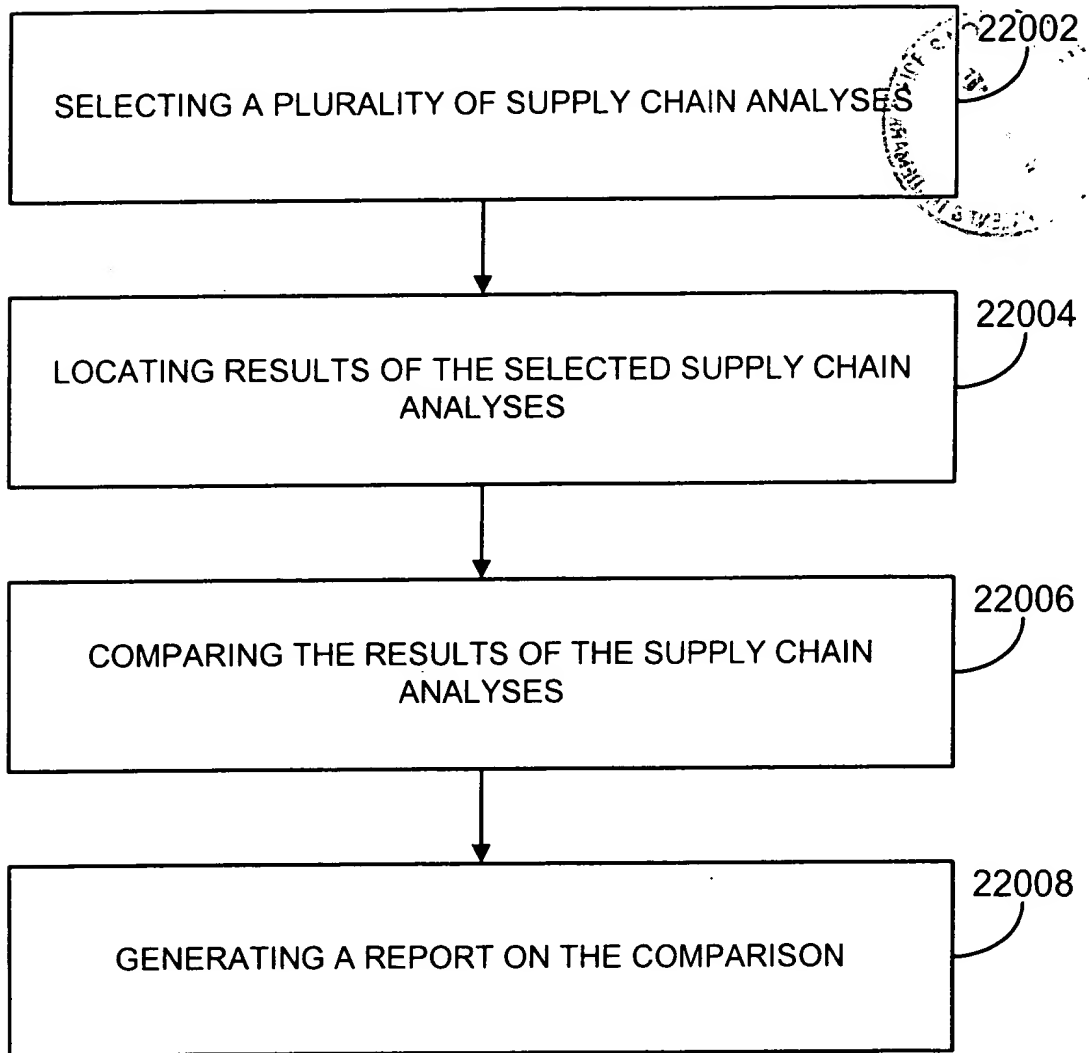 22002
SELECTING A PLURALITY OF SUPPLY CHAIN ANALYSES
22004
LOCATING RESULTS OF THE SELECTED SUPPLY CHAIN
ANALYSES
22006
COMPARING THE RESULTS OF THE SUPPLY CHAIN
ANALYSES
22008
GENERATING A REPORT ON THE COMPARISON